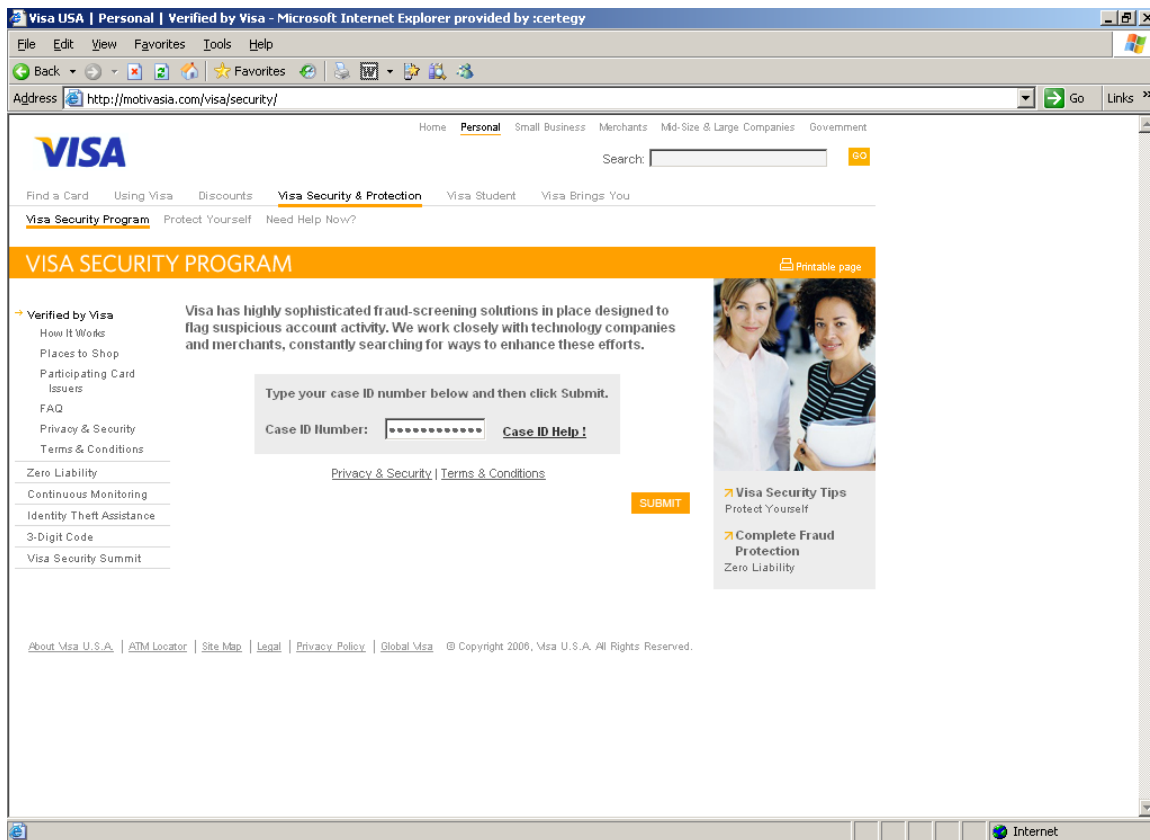 Visa USA | Personal | Verified by Visa - Microsoft Internet Explorer provided by :certegy
File Edit View Favorites Tools Help
Back Favorites
Address http://motivasia.com/visa/security/ Go Links »
Home Personal Small Business Merchants Mid-Size & Large Companies Government
VISA
Search: GO
Find a Card Using Visa Discounts Visa Security & Protection Visa Student Visa Brings You
Visa Security Program Protect Yourself Need Help Now?
VISA SECURITY PROGRAM Printable page
Verified by Visa
How It Works
Places to Shop
Participating Card
Issuers
FAQ
Privacy & Security
Terms & Conditions
Zero Liability
Continuous Monitoring
Identity Theft Assistance
3-Digit Code
Visa Security Summit
Visa has highly sophisticated fraud-screening solutions in place designed to
flag suspicious account activity. We work closely with technology companies
and merchants, constantly searching for ways to enhance these efforts.
Type your case ID number below and then click Submit.
Case ID Number: •••••••••••• Case ID Help !
Privacy & Security | Terms & Conditions
SUBMIT
Visa Security Tips
Protect Yourself
Complete Fraud
Protection
Zero Liability
About Visa U.S.A. | ATM Locator | Site Map | Legal | Privacy Policy | Global Visa © Copyright 2006, Visa U.S.A. All Rights Reserved.
Internet